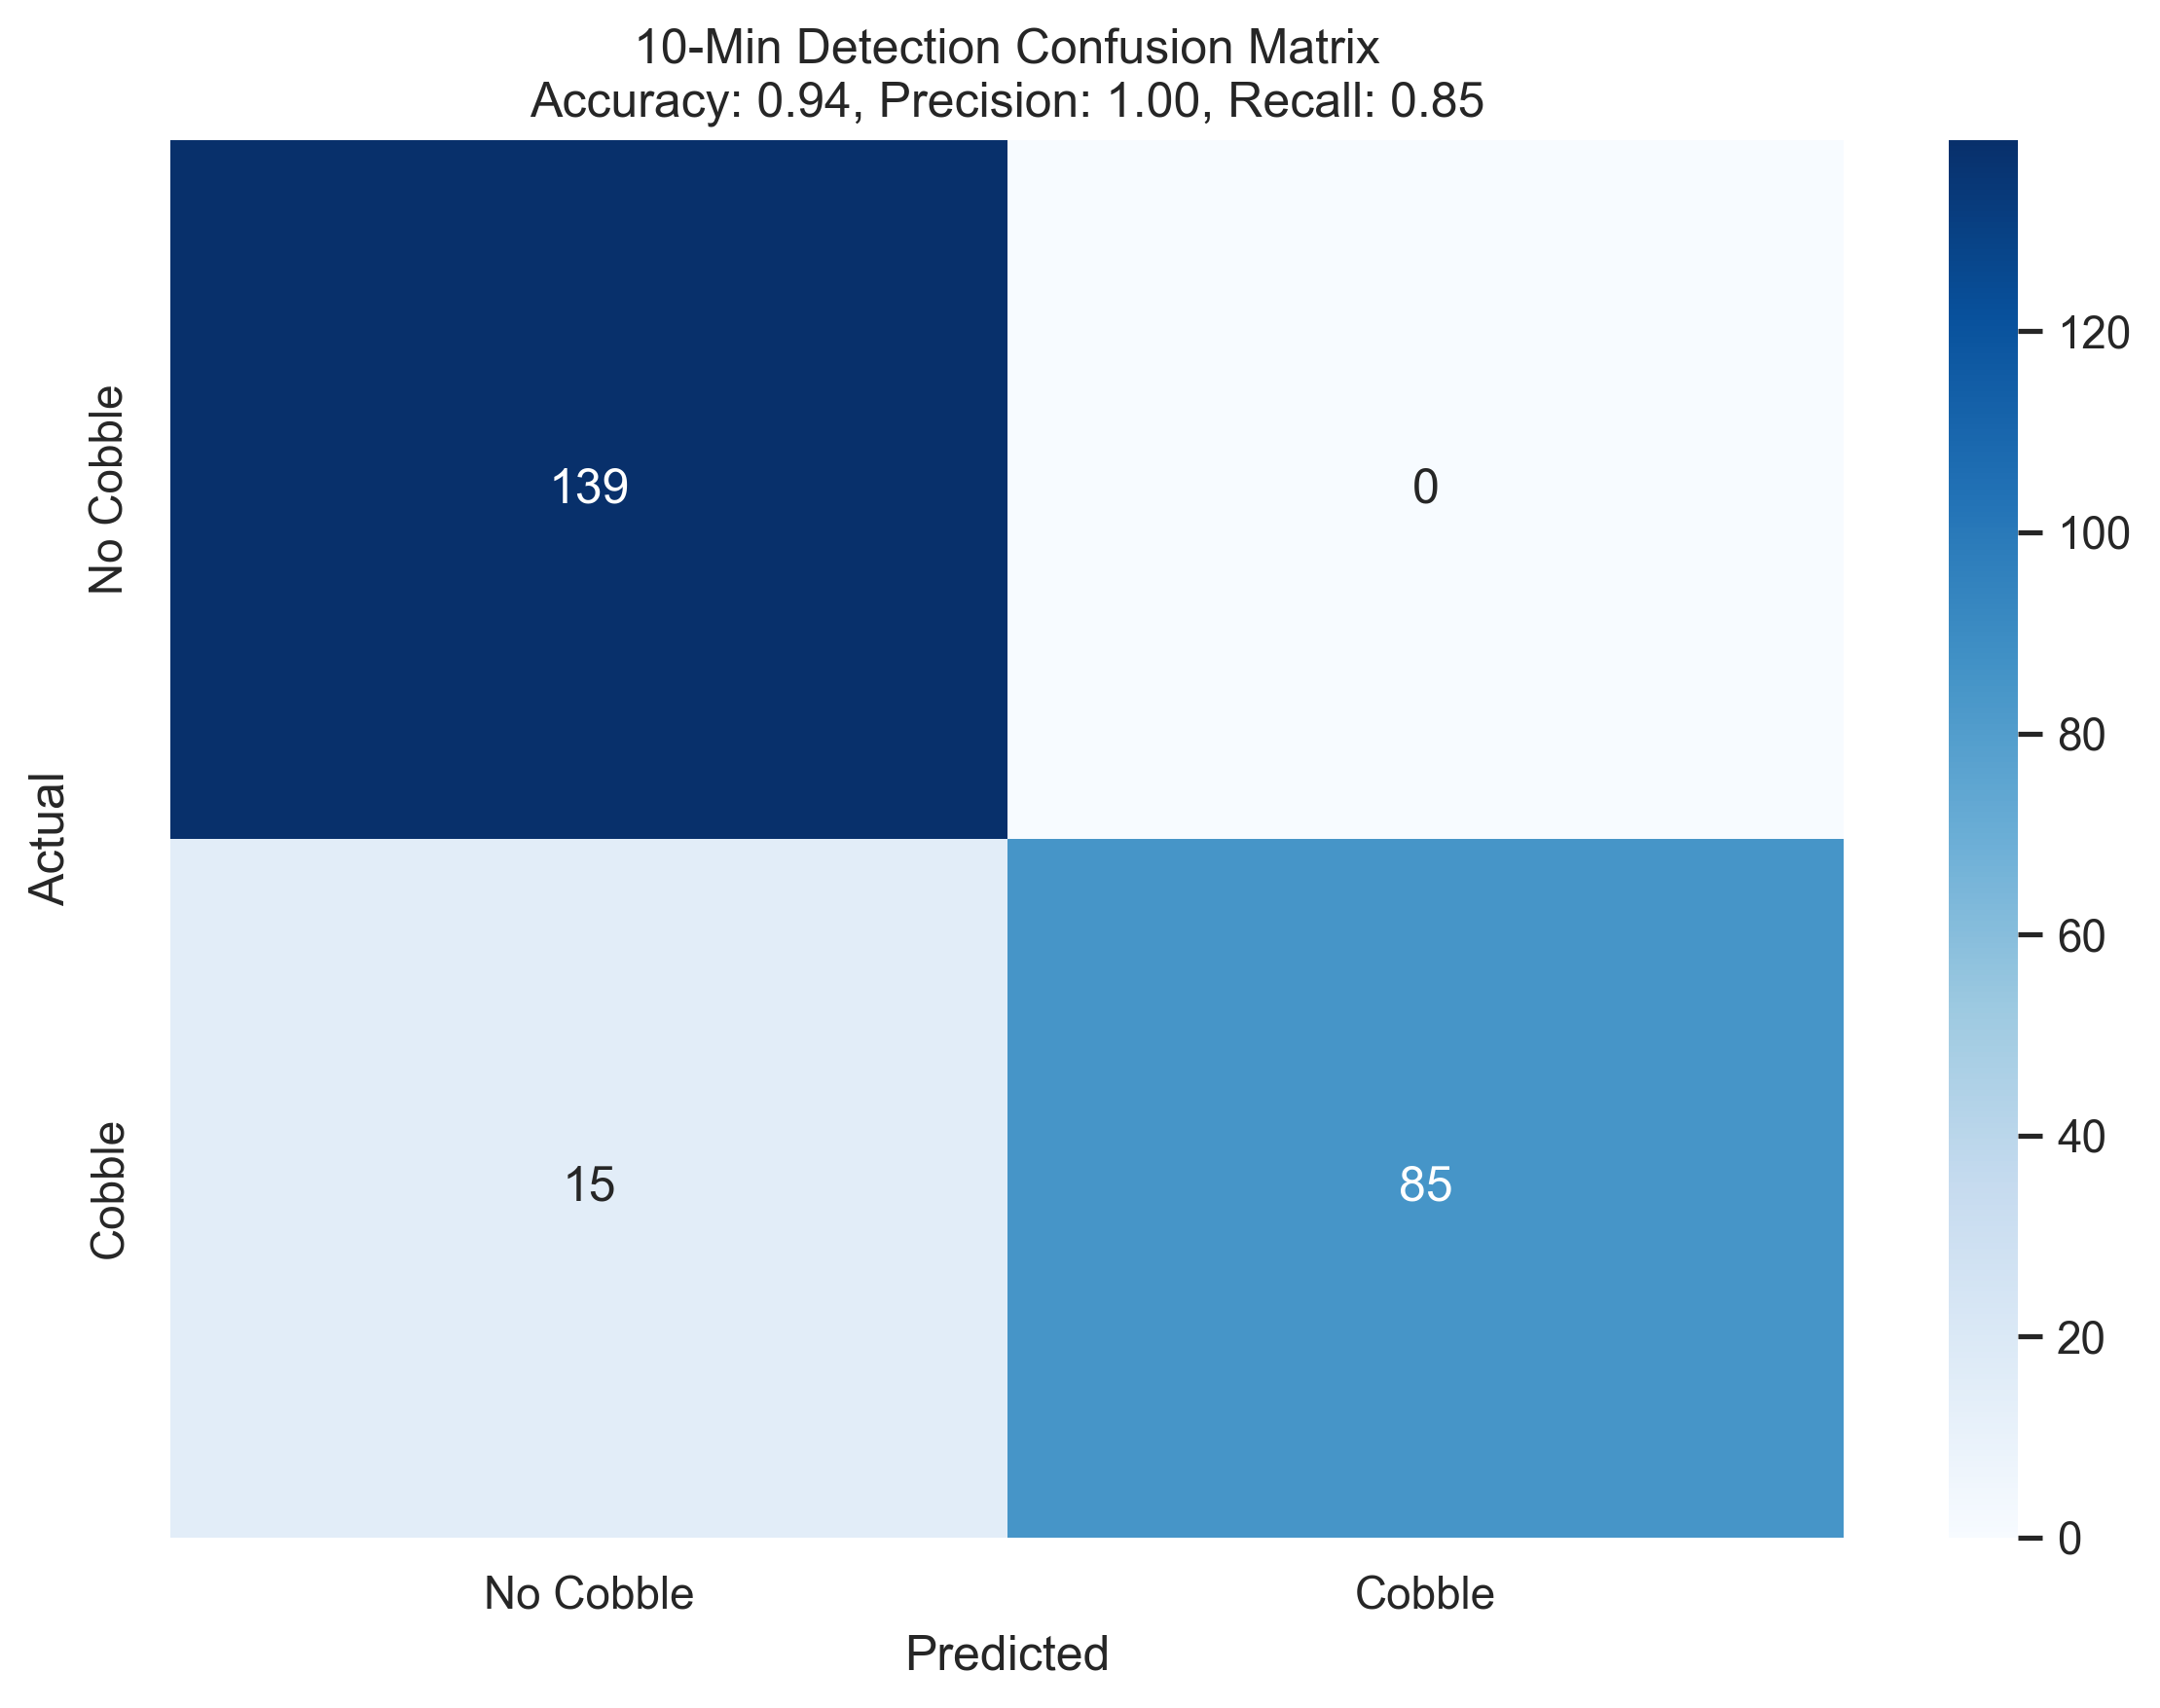 10-Min Detection Confusion Matrix
Accuracy: 0.94, Precision: 1.00, Recall: 0.85
No Cobble
139
0
120
100
80
60
40
20
0
Actual
Cobble
15
85
No Cobble
Cobble
Predicted